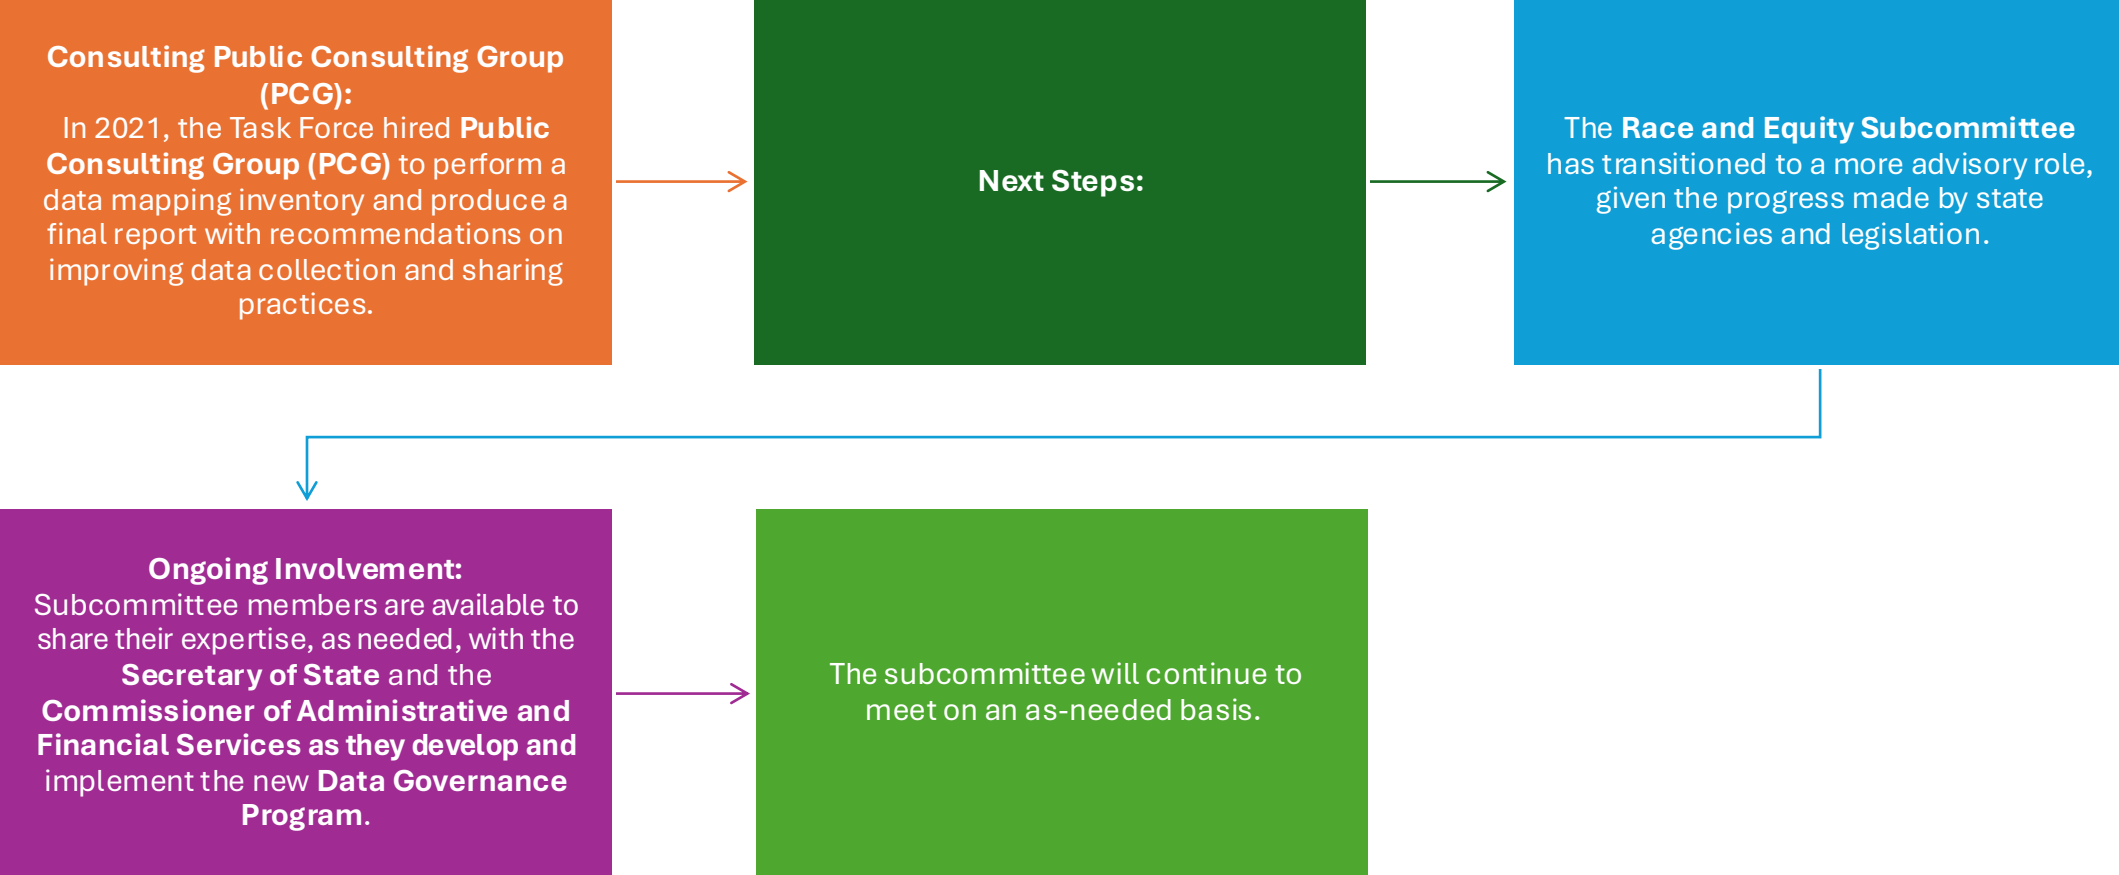 Consulting Public Consulting Group
(PCG):
In 2021, the Task Force hired Public
Consulting Group (PCG) to perform a
data mapping inventory and produce a
final report with recommendations on
improving data collection and sharing
practices.
Next Steps:
The Race and Equity Subcommittee
has transitioned to a more advisory role,
given the progress made by state
agencies and legislation.
Ongoing Involvement:
Subcommittee members are available to
share their expertise, as needed, with the
Secretary of State and the
Commissioner of Administrative and
Financial Services as they develop and
implement the new Data Governance
Program.
The subcommittee will continue to
meet on an as-needed basis.